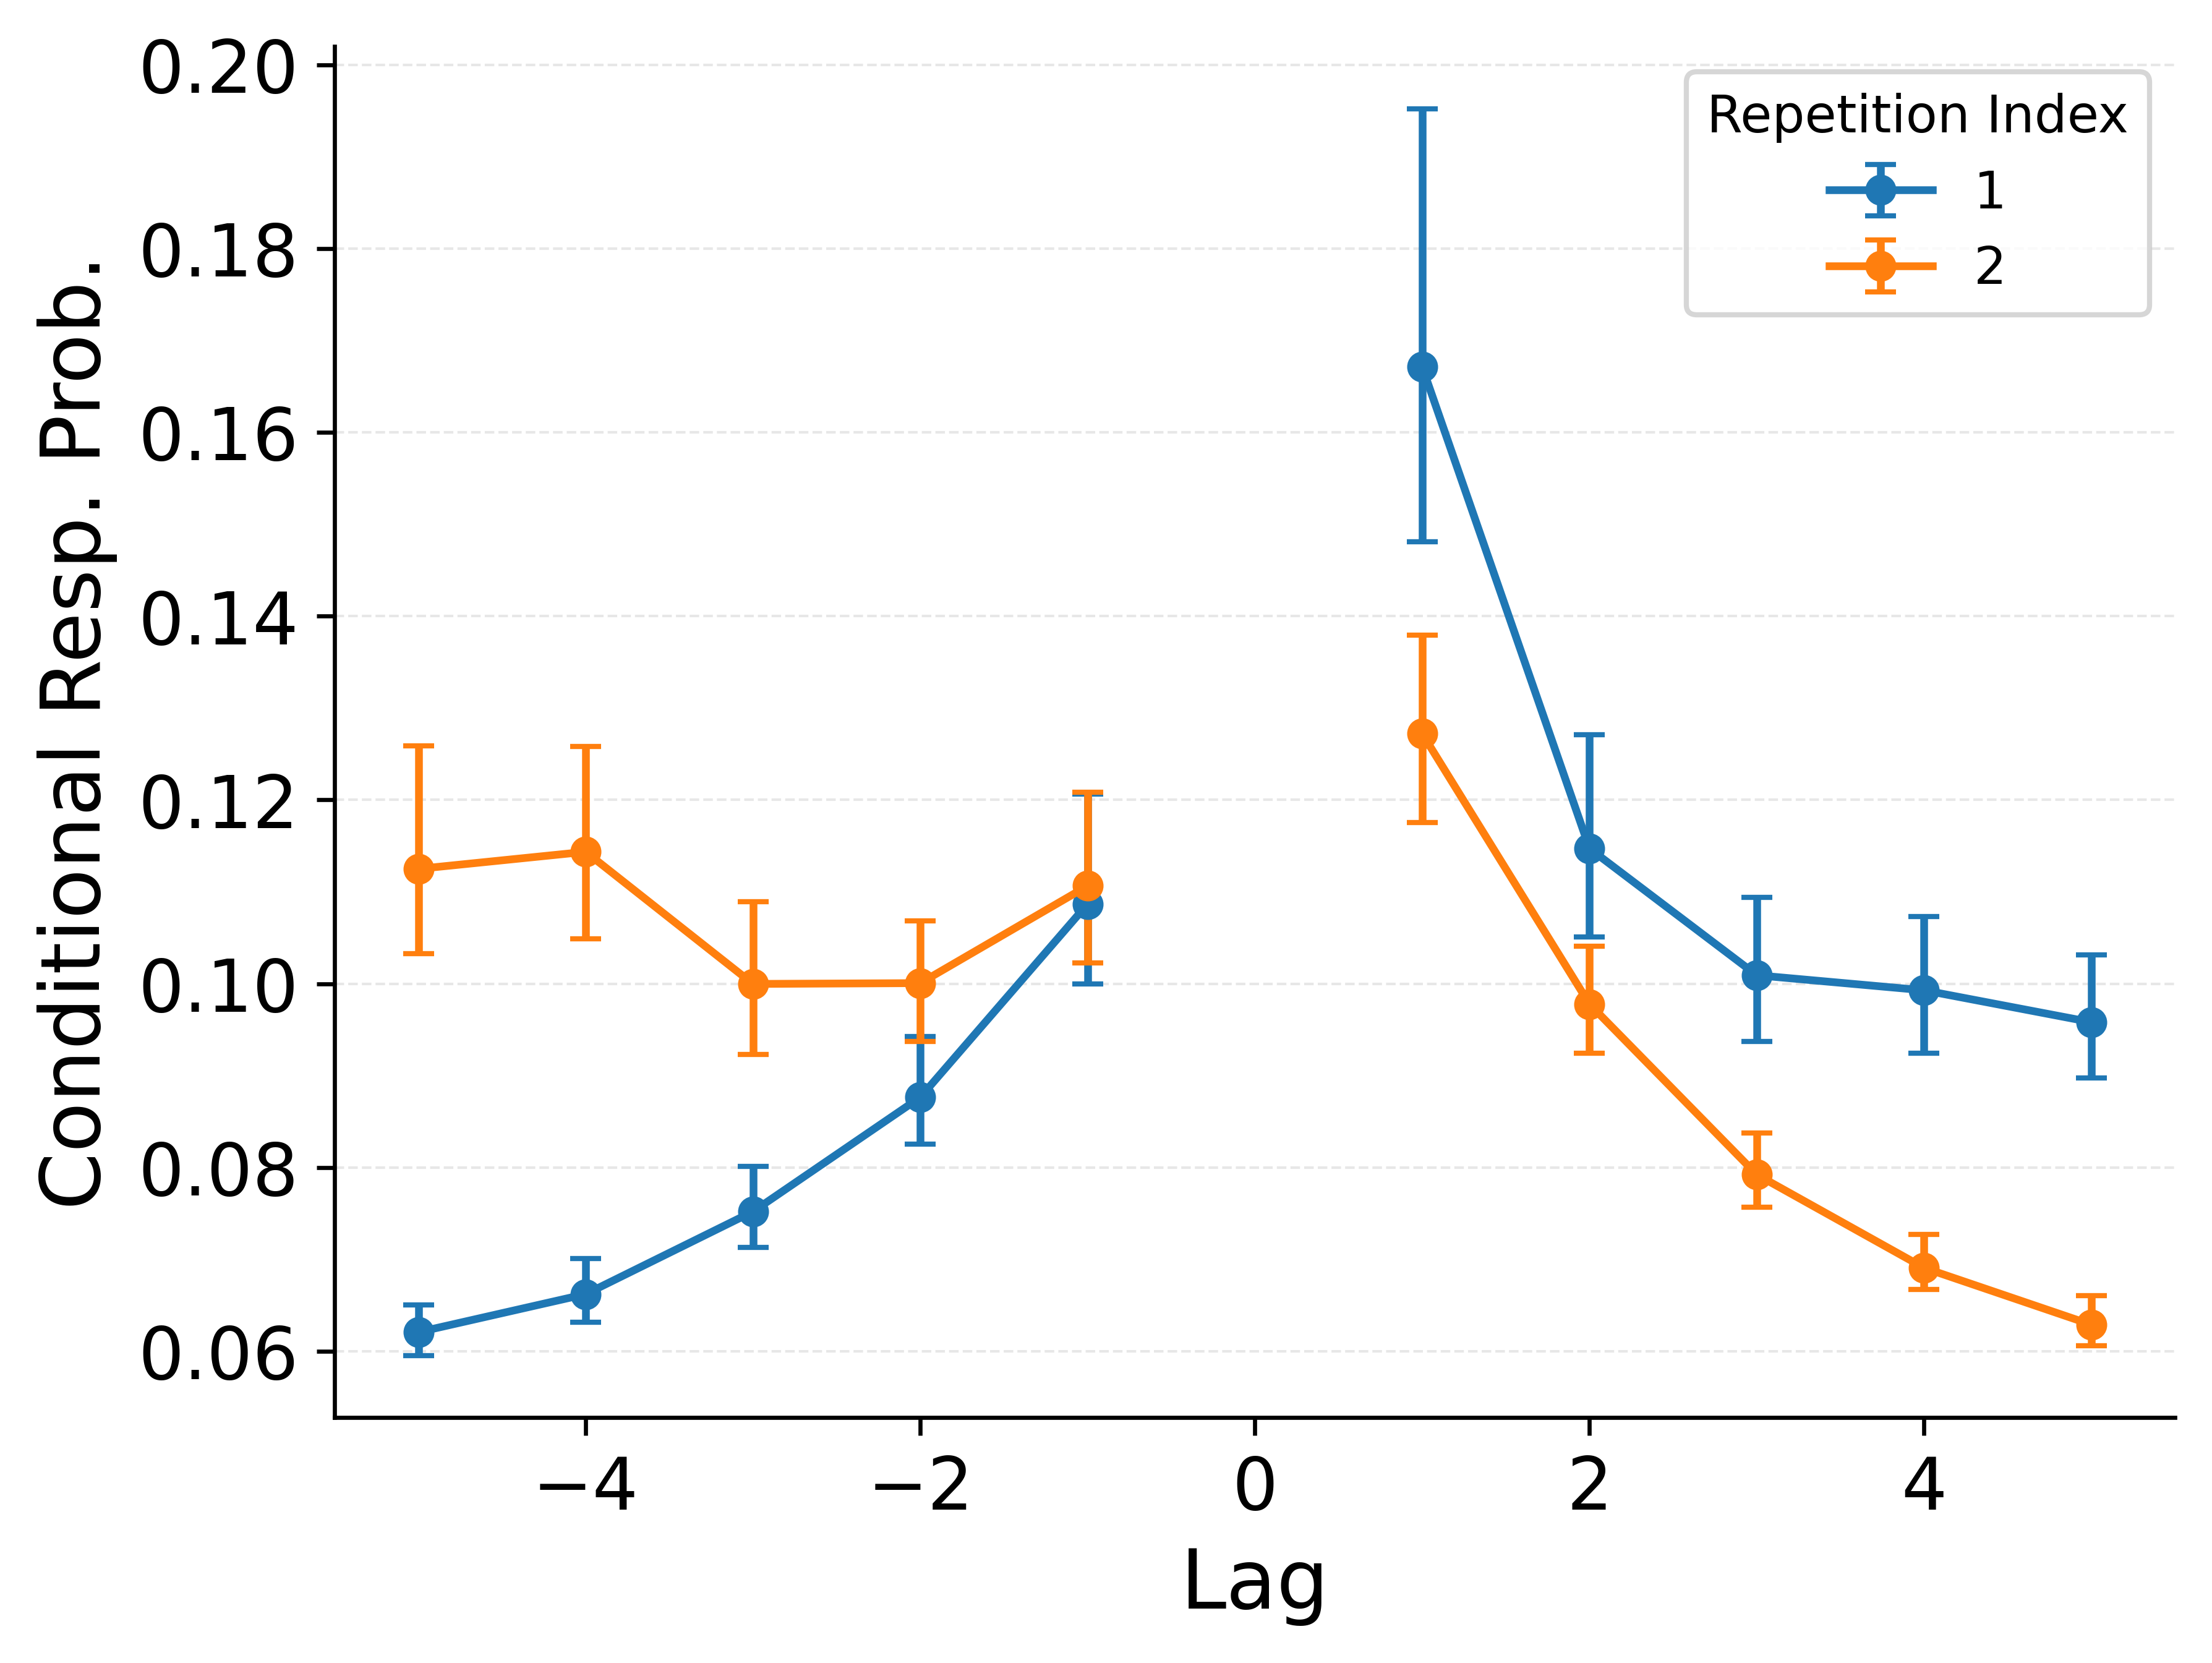 0.20
0.18
0.16
0.14
0.12
0.10
0.08
0.06
Conditional Resp. Prob.
Repetition Index
1
2
−4 −2 0 2 4
Lag